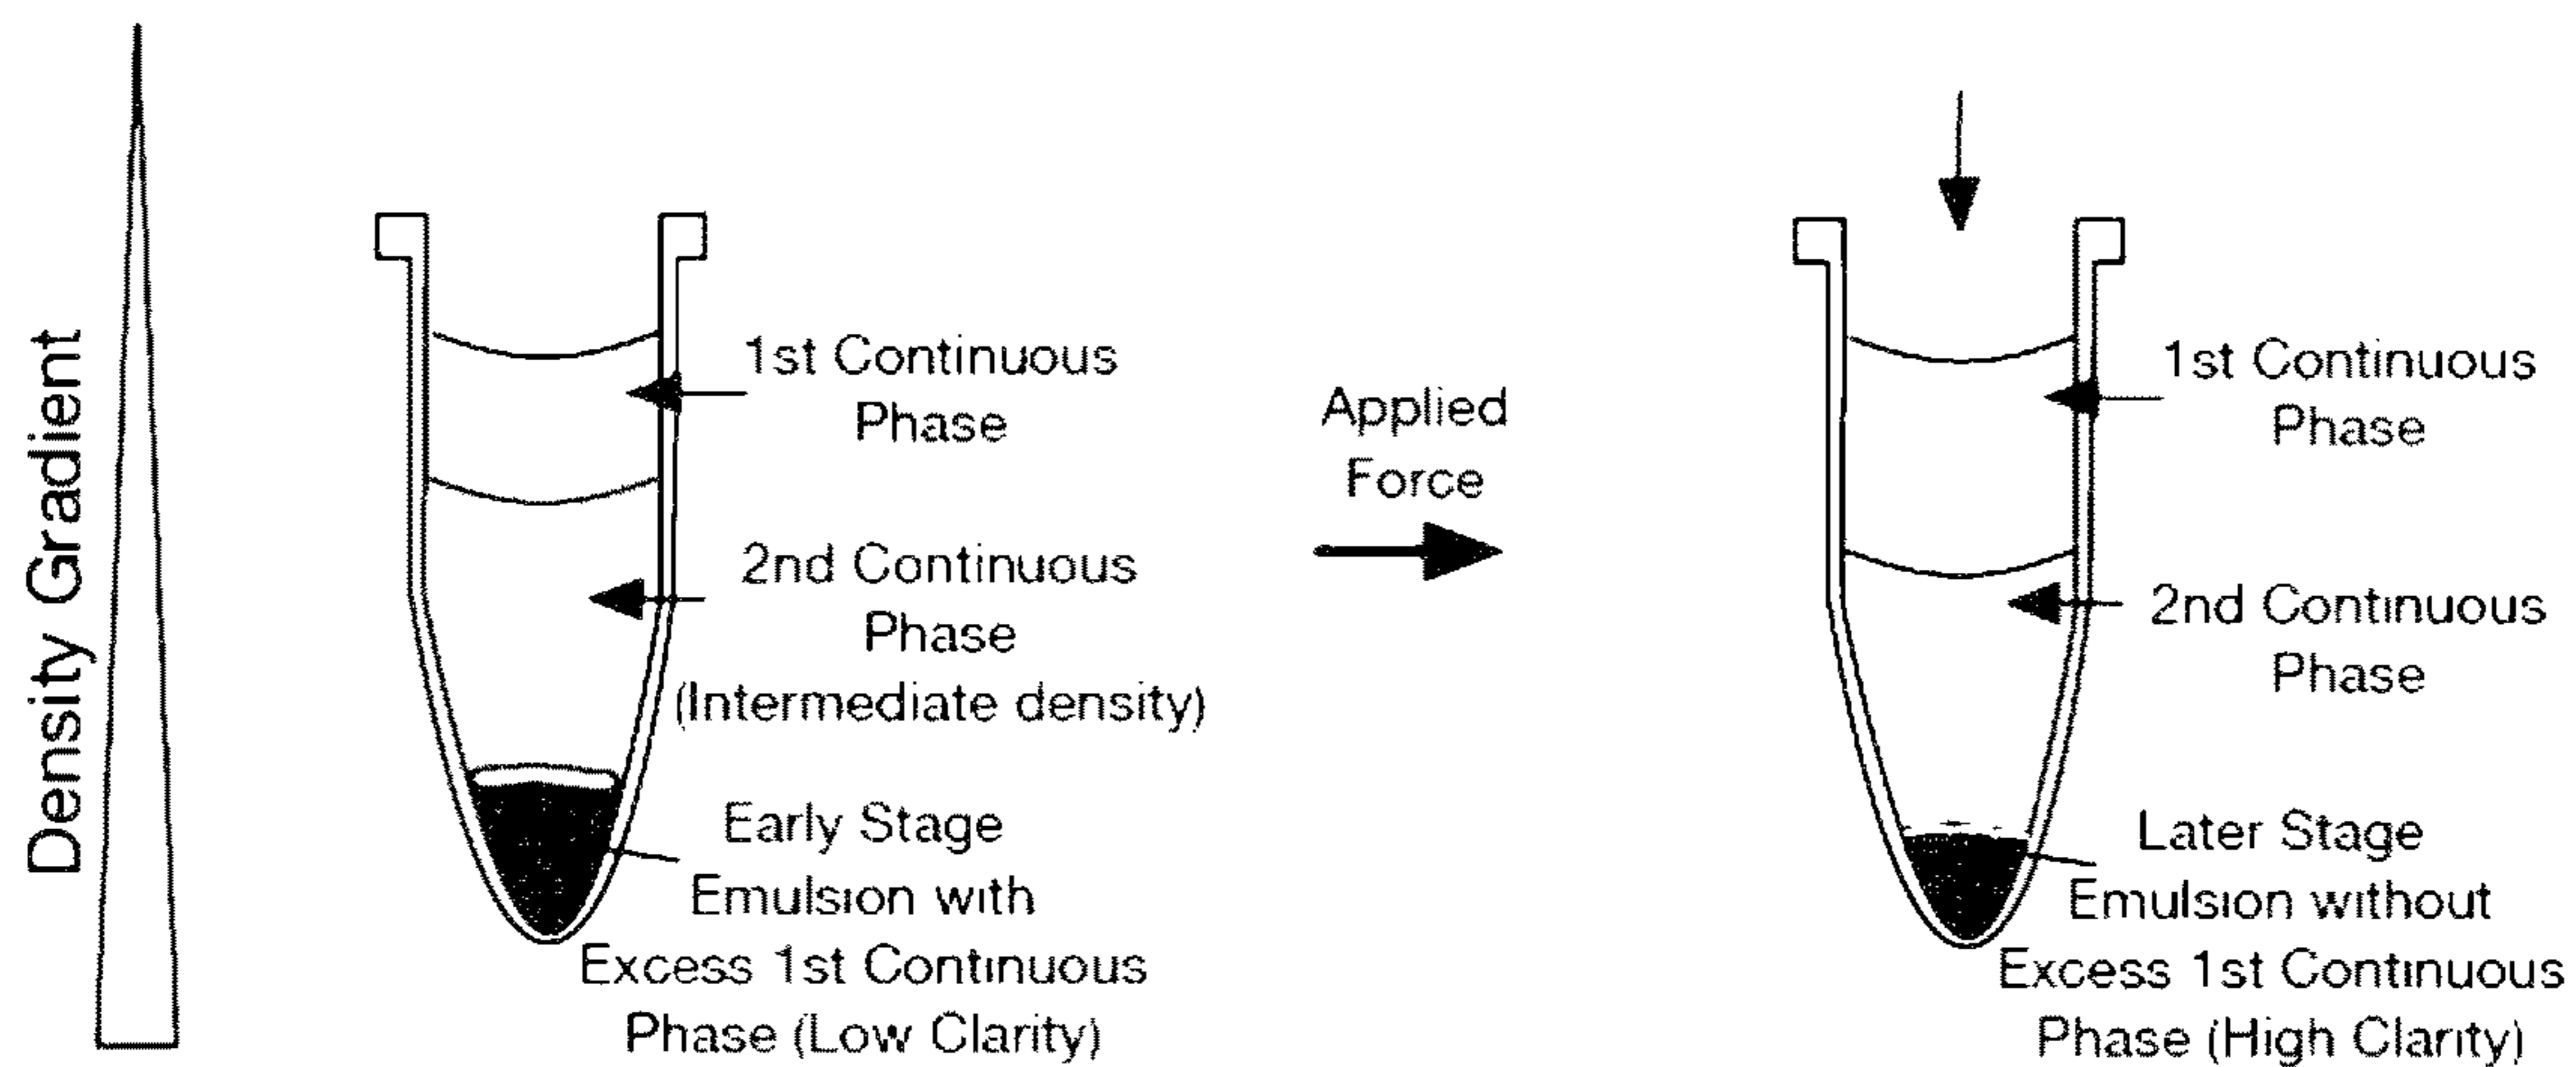 Density Gradient
1st Continuous
Phase
2nd Continuous
Phase
(Intermediate density)
Early Stage
Emulsion with
Excess 1st Continuous
Phase (Low Clarity)
Applied
Force
1st Continuous
Phase
2nd Continuous
Phase
Later Stage
Emulsion without
Excess 1st Continuous
Phase (High Clarity)